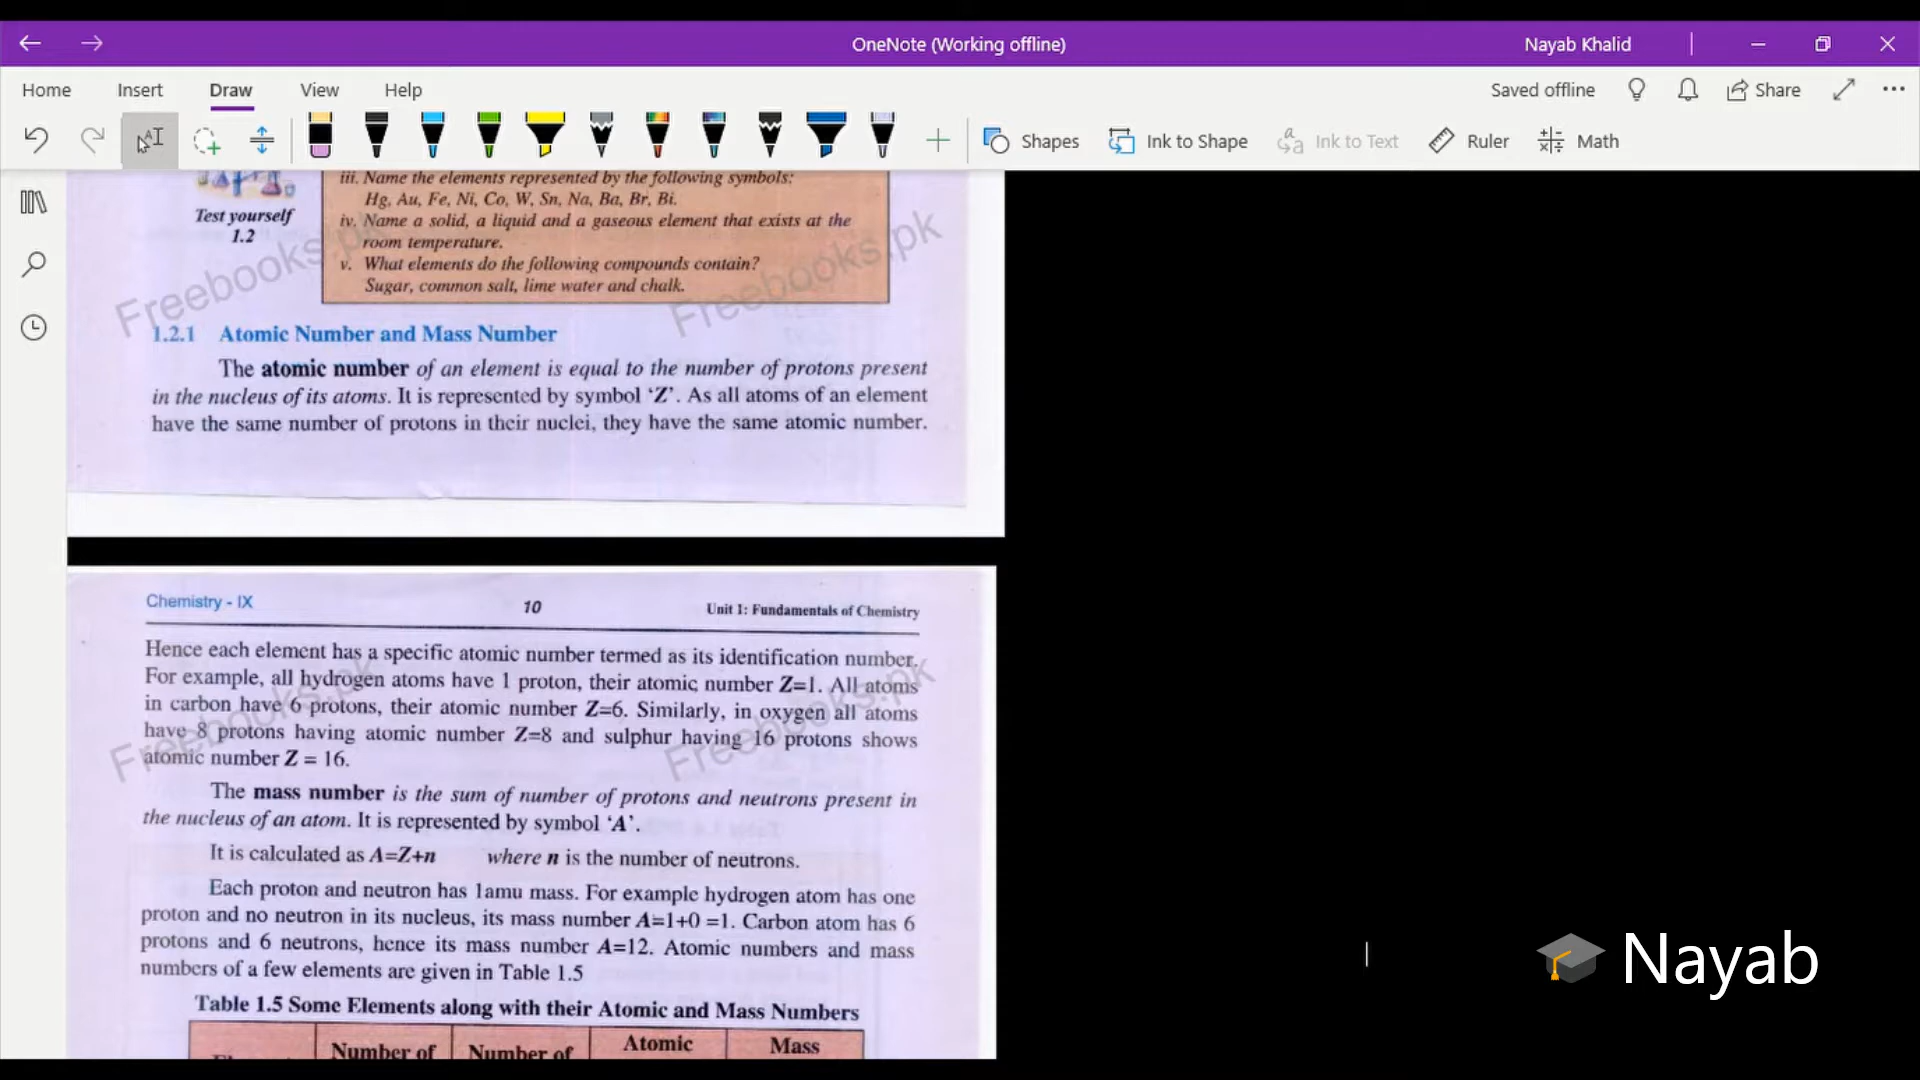 OneNote (Working offline)
Nayab Khalid
Home Insert Draw View Help
Saved offline
Share
Shapes
Ink to Shape
Ink to Text
Ruler
Math
iii. Name the elements represented by the following symbols:
Hg, Au, Fe, Ni, Co, W, Sn, Na, Ba, Br, Bi.
iv. Name a solid, a liquid and a gaseous element that exists at the
room temperature.
v. What elements do the following compounds contain?
Sugar, common salt, lime water and chalk.
Test yourself
1.2
Freebooks.pk
Freebooks.pk
1.2.1 Atomic Number and Mass Number
The atomic number of an element is equal to the number of protons present
in the nucleus of its atoms. It is represented by symbol ‘Z’. As all atoms of an element
have the same number of protons in their nuclei, they have the same atomic number.
Chemistry - IX
10
Unit 1: Fundamentals of Chemistry
Hence each element has a specific atomic number termed as its identification number.
For example, all hydrogen atoms have 1 proton, their atomic number Z=1. All atoms
in carbon have 6 protons, their atomic number Z=6. Similarly, in oxygen all atoms
have 8 protons having atomic number Z=8 and sulphur having 16 protons shows
atomic number Z = 16.
Freebooks.pk
Freebooks.pk
The mass number is the sum of number of protons and neutrons present in
the nucleus of an atom. It is represented by symbol ‘A’.
It is calculated as A=Z+n where n is the number of neutrons.
Each proton and neutron has 1amu mass. For example hydrogen atom has one
proton and no neutron in its nucleus, its mass number A=1+0 =1. Carbon atom has 6
protons and 6 neutrons, hence its mass number A=12. Atomic numbers and mass
numbers of a few elements are given in Table 1.5
Table 1.5 Some Elements along with their Atomic and Mass Numbers
Number of
Number of
Atomic
Mass
Nayab